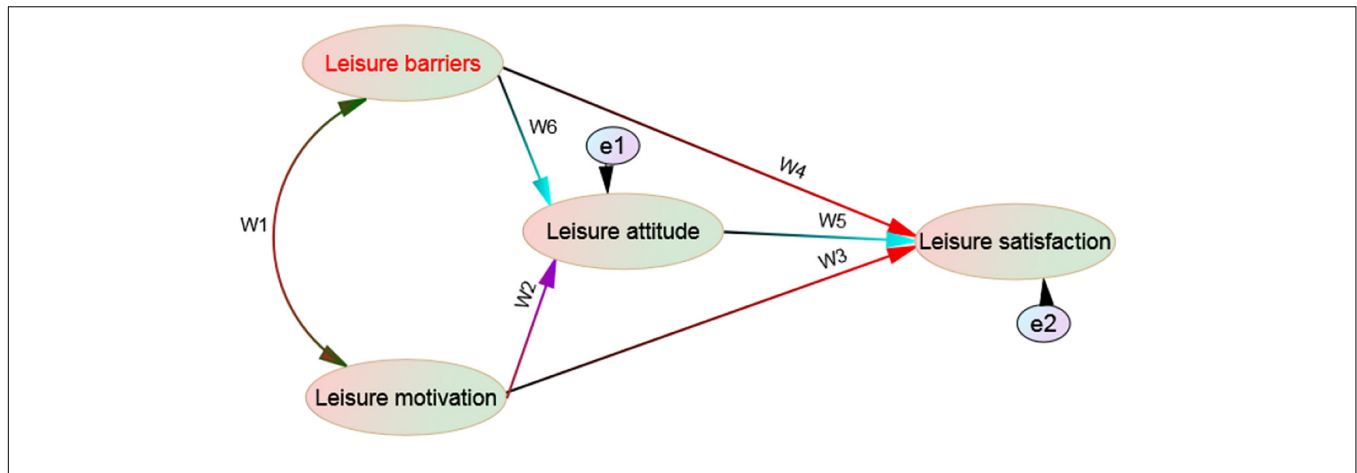 Leisure barriers
W6
e1
W4
W1
Leisure attitude
W5
Leisure satisfaction
W3
W2
e2
Leisure motivation